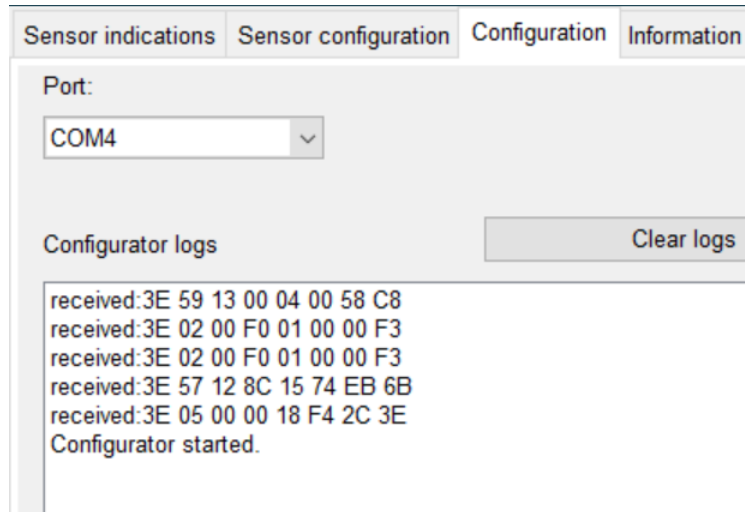 Sensor indications Sensor configuration Configuration Information
Port:
COM4
Configurator logs Clear logs
received:3E 59 13 00 04 00 58 C8
received:3E 02 00 F0 01 00 00 F3
received:3E 02 00 F0 01 00 00 F3
received:3E 57 12 8C 15 74 EB 6B
received:3E 05 00 00 18 F4 2C 3E
Configurator started.